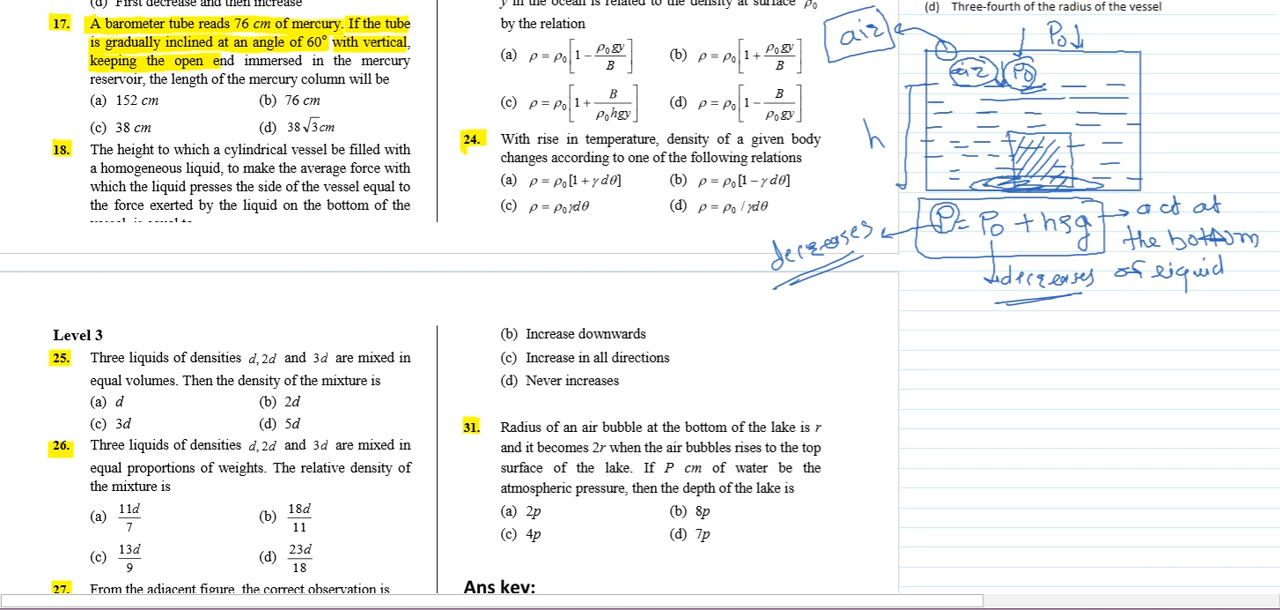 (d) First decrease and then increase
17. A barometer tube reads 76 cm of mercury. If the tube
is gradually inclined at an angle of 60° with vertical,
keeping the open end immersed in the mercury
reservoir, the length of the mercury column will be
(a) 152 cm (b) 76 cm
(c) 38 cm (d) 38√3 cm
18. The height to which a cylindrical vessel be filled with
a homogeneous liquid, to make the average force with
which the liquid presses the side of the vessel equal to
the force exerted by the liquid on the bottom of the
y in the ocean is related to the density at surface ρ₀
by the relation
(a) ρ = ρ₀[1 − ρ₀gy/B] (b) ρ = ρ₀[1 + ρ₀gy/B]
(c) ρ = ρ₀[1 + B/ρ₀hgy] (d) ρ = ρ₀[1 − B/ρ₀gy]
24. With rise in temperature, density of a given body
changes according to one of the following relations
(a) ρ = ρ₀[1 + γ dθ] (b) ρ = ρ₀[1 − γ dθ]
(c) ρ = ρ₀γdθ (d) ρ = ρ₀ / γdθ
(d) Three-fourth of the radius of the vessel
air
P₀↓
air
P₀
h
P = P₀ + hρg → act at
the bottom
of liquid
decreases
decreases
Level 3
25. Three liquids of densities d, 2d and 3d are mixed in
equal volumes. Then the density of the mixture is
(a) d (b) 2d
(c) 3d (d) 5d
26. Three liquids of densities d, 2d and 3d are mixed in
equal proportions of weights. The relative density of
the mixture is
(a) 11d/7 (b) 18d/11
(c) 13d/9 (d) 23d/18
27. From the adjacent figure, the correct observation is
(b) Increase downwards
(c) Increase in all directions
(d) Never increases
31. Radius of an air bubble at the bottom of the lake is r
and it becomes 2r when the air bubbles rises to the top
surface of the lake. If P cm of water be the
atmospheric pressure, then the depth of the lake is
(a) 2p (b) 8p
(c) 4p (d) 7p
Ans key: